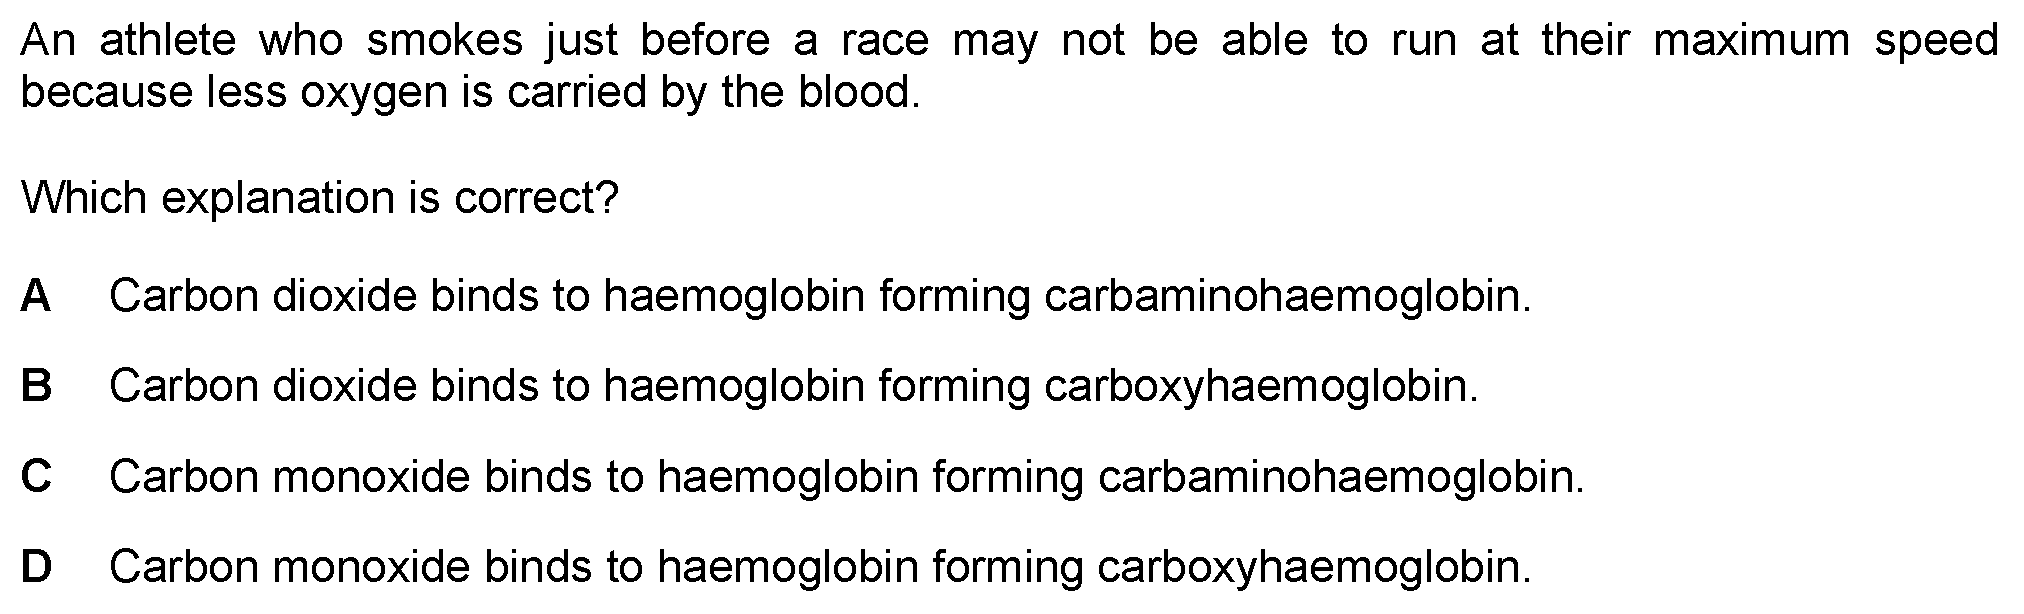 An athlete who smokes just before a race may not be able to run at their maximum speed
because less oxygen is carried by the blood.
Which explanation is correct?
A Carbon dioxide binds to haemoglobin forming carbaminohaemoglobin.
B Carbon dioxide binds to haemoglobin forming carboxyhaemoglobin.
C Carbon monoxide binds to haemoglobin forming carbaminohaemoglobin.
D Carbon monoxide binds to haemoglobin forming carboxyhaemoglobin.